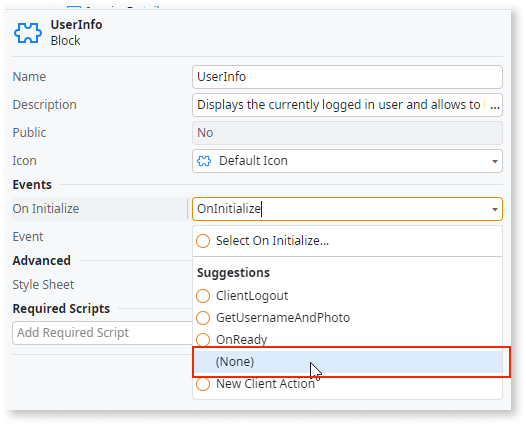 UserInfo
Block
Name
UserInfo
Description
Displays the currently logged in user and allows to ...
Public
No
Icon
Default Icon
Events
On Initialize
OnInitialize
Event
Select On Initialize...
Advanced
Suggestions
Style Sheet
ClientLogout
Required Scripts
GetUsernameAndPhoto
Add Required Script
OnReady
(None)
New Client Action